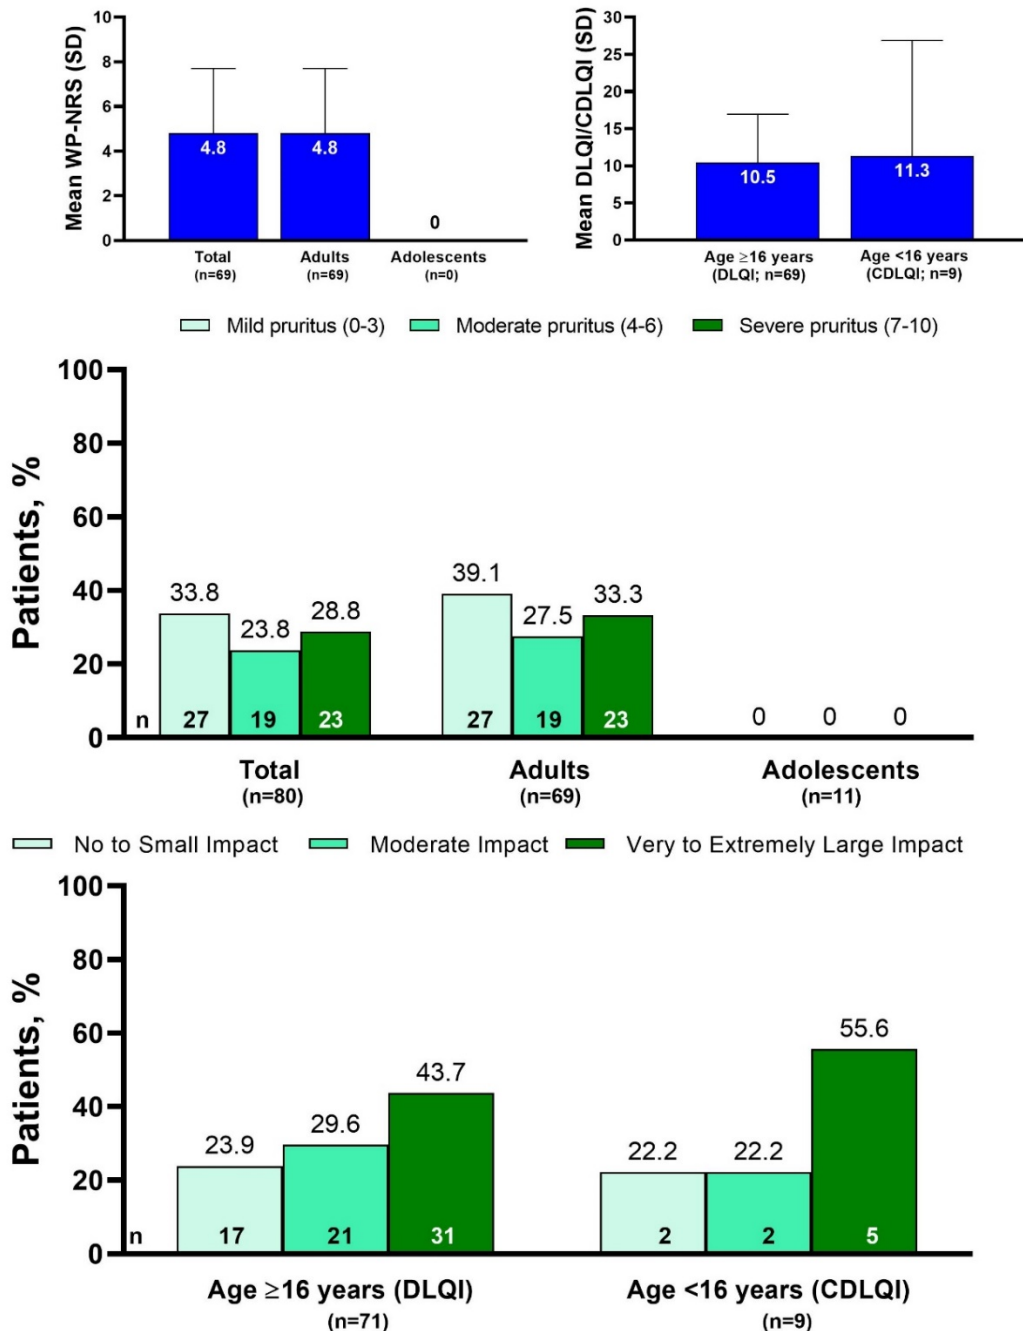 Mean WP-NRS (SD)
10
8
6
4
2
0
4.8
4.8
0
Total
(n=69)
Adults
(n=69)
Adolescents
(n=0)
Mean DLQI/CDLQI (SD)
30
25
20
15
10
5
0
10.5
11.3
Age ≥16 years
(DLQI; n=69)
Age <16 years
(CDLQI; n=9)
Mild pruritus (0-3) Moderate pruritus (4-6) Severe pruritus (7-10)
Patients, %
100
80
60
40
20
0
33.8
23.8
28.8
39.1
27.5
33.3
0 0 0
n 27 19 23 27 19 23
Total
(n=80)
Adults
(n=69)
Adolescents
(n=11)
No to Small Impact Moderate Impact Very to Extremely Large Impact
Patients, %
100
80
60
40
20
0
23.9
29.6
43.7
22.2
22.2
55.6
n 17 21 31 2 2 5
Age ≥16 years (DLQI)
(n=71)
Age <16 years (CDLQI)
(n=9)